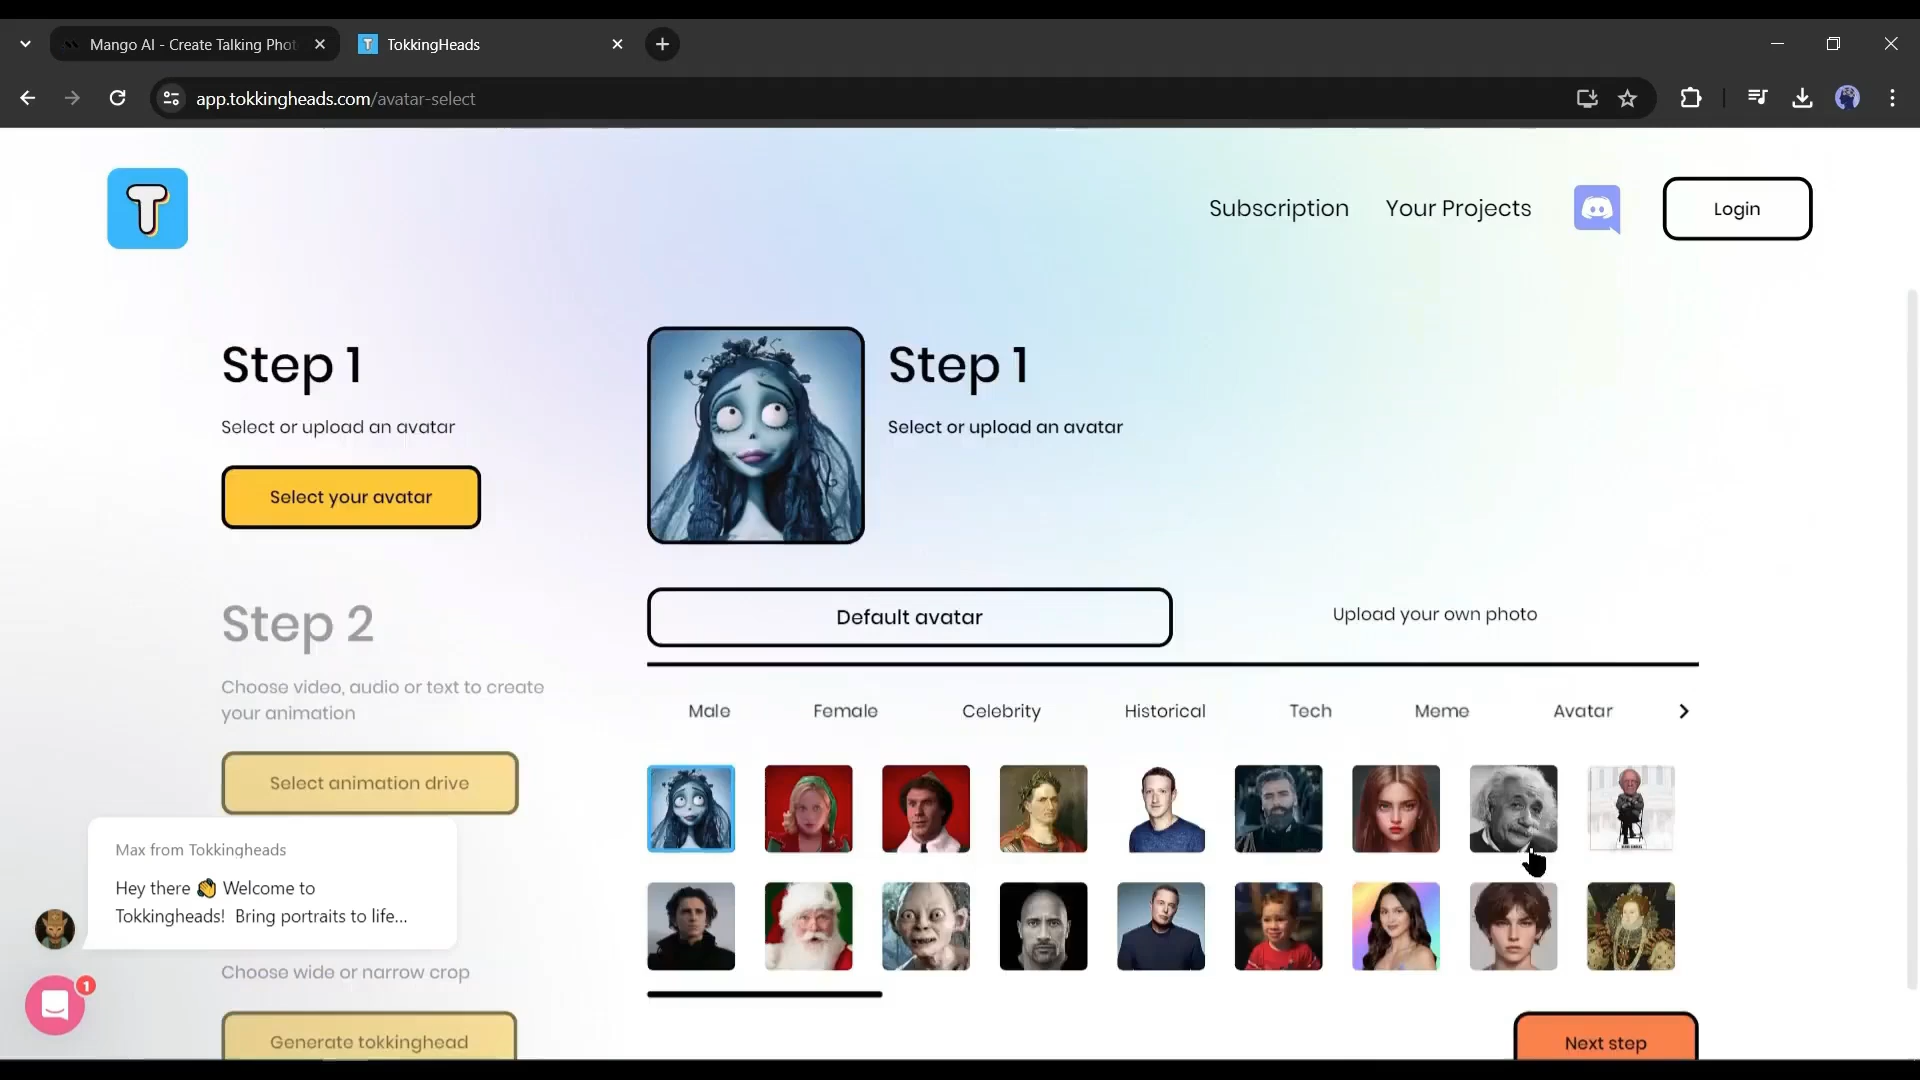 Mango AI - Create Talking Phot
TokkingHeads
app.tokkingheads.com/avatar-select
T
Subscription
Your Projects
Login
Step 1
Select or upload an avatar
Select your avatar
Step 1
Select or upload an avatar
Default avatar
Upload your own photo
Step 2
Choose video, audio or text to create
your animation
Select animation drive
Male
Female
Celebrity
Historical
Tech
Meme
Avatar
Max from Tokkingheads
Hey there 👋 Welcome to
Tokkingheads! Bring portraits to life...
1
Choose wide or narrow crop
Generate tokkinghead
Next step